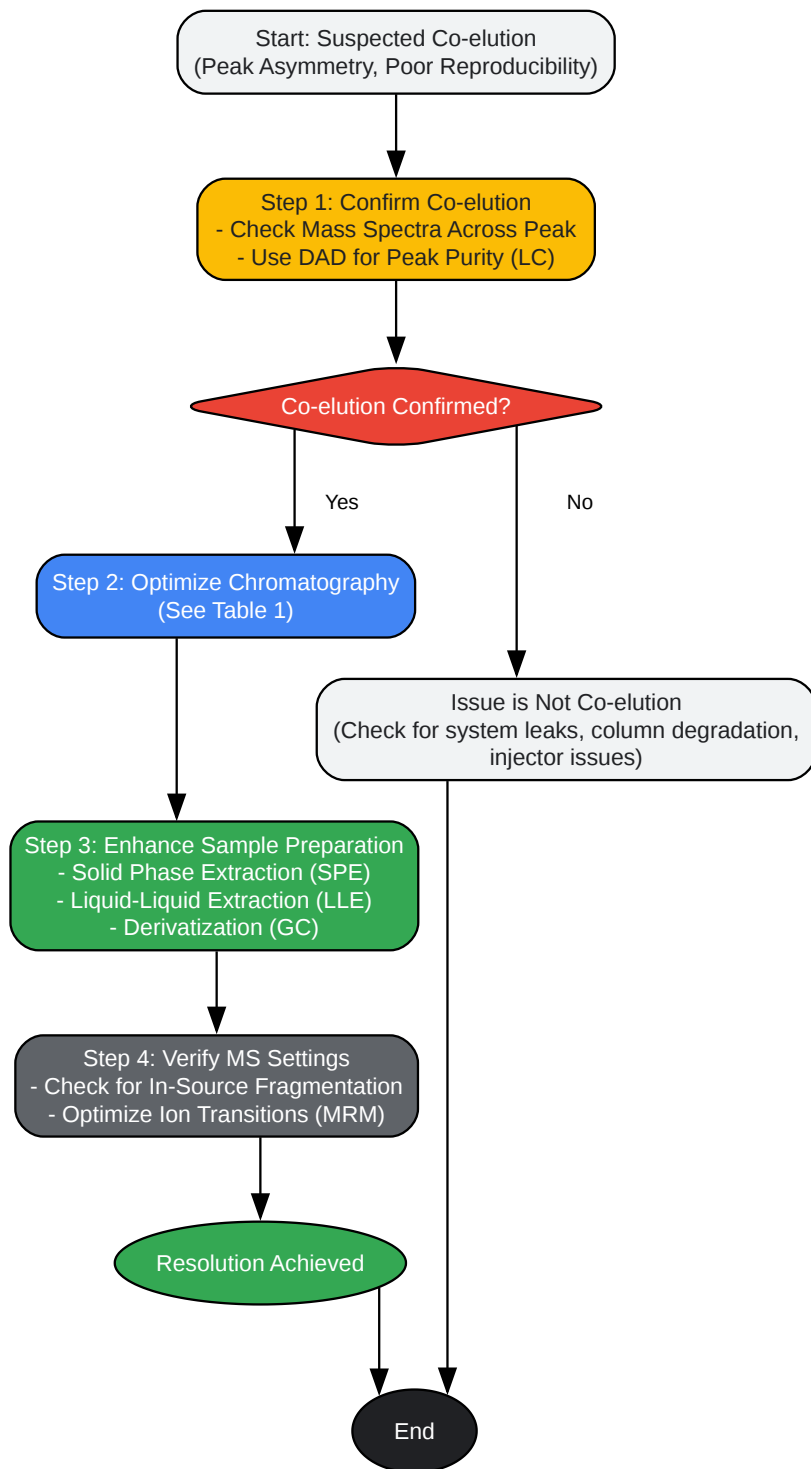 Start: Suspected Co-elution
(Peak Asymmetry, Poor Reproducibility)
Step 1: Confirm Co-elution
- Check Mass Spectra Across Peak
- Use DAD for Peak Purity (LC)
Co-elution Confirmed?
Yes
No
Step 2: Optimize Chromatography
(See Table 1)
Issue is Not Co-elution
(Check for system leaks, column degradation,
injector issues)
Step 3: Enhance Sample Preparation
- Solid Phase Extraction (SPE)
- Liquid-Liquid Extraction (LLE)
- Derivatization (GC)
Step 4: Verify MS Settings
- Check for In-Source Fragmentation
- Optimize Ion Transitions (MRM)
Resolution Achieved
End